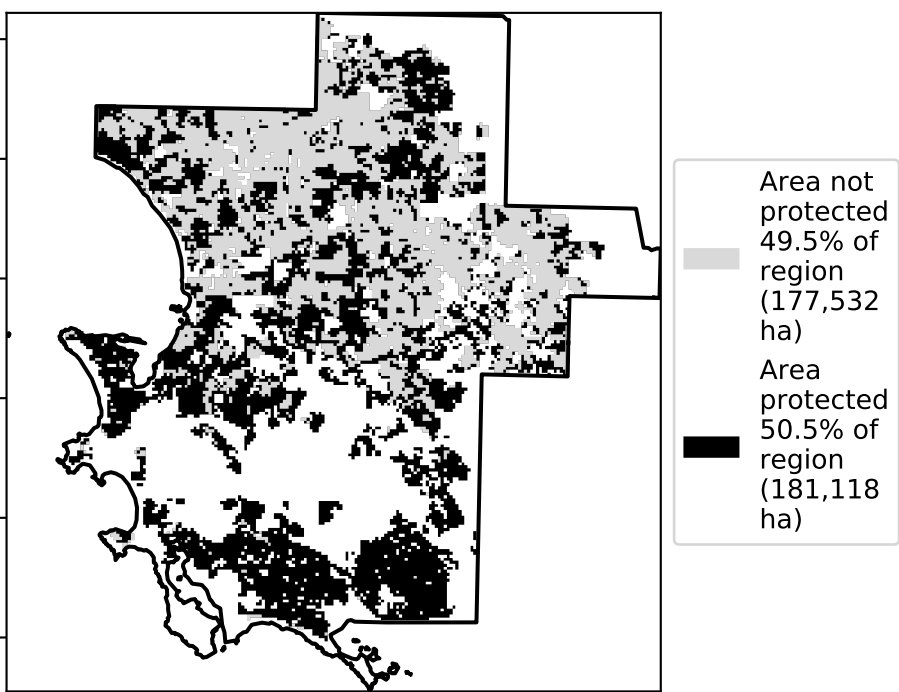 Area not
protected
49.5% of
region
(177,532
ha)
Area
protected
50.5% of
region
(181,118
ha)